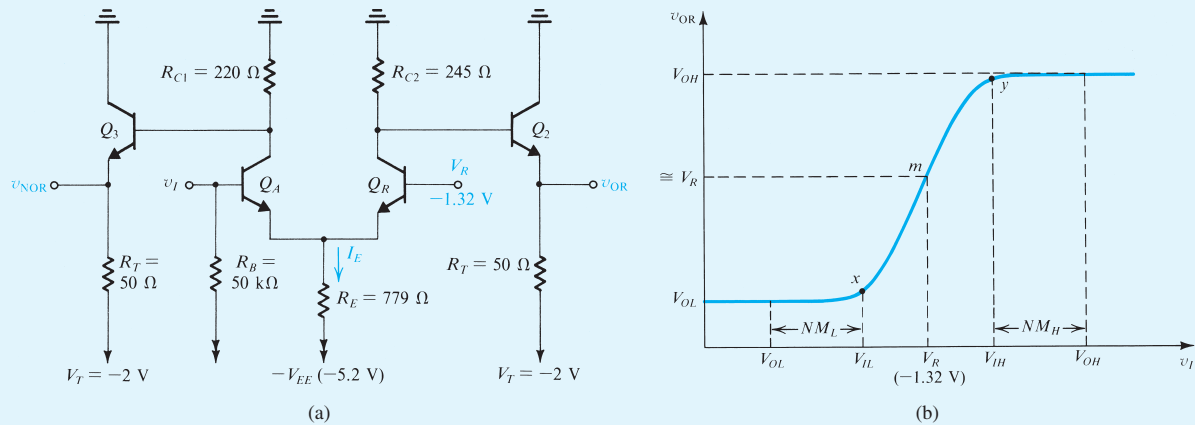 R_C1 = 220 Ω
R_C2 = 245 Ω
Q_3
Q_2
v_NOR
v_I
Q_A
Q_R
V_R
−1.32 V
v_OR
I_E
R_T =
50 Ω
R_B =
50 kΩ
R_E = 779 Ω
R_T = 50 Ω
V_T = −2 V
−V_EE (−5.2 V)
V_T = −2 V
(a)
v_OR
V_OH
y
m
≅ V_R
x
V_OL
NM_L
NM_H
V_OL
V_IL
V_R
(−1.32 V)
V_IH
V_OH
v_I
(b)